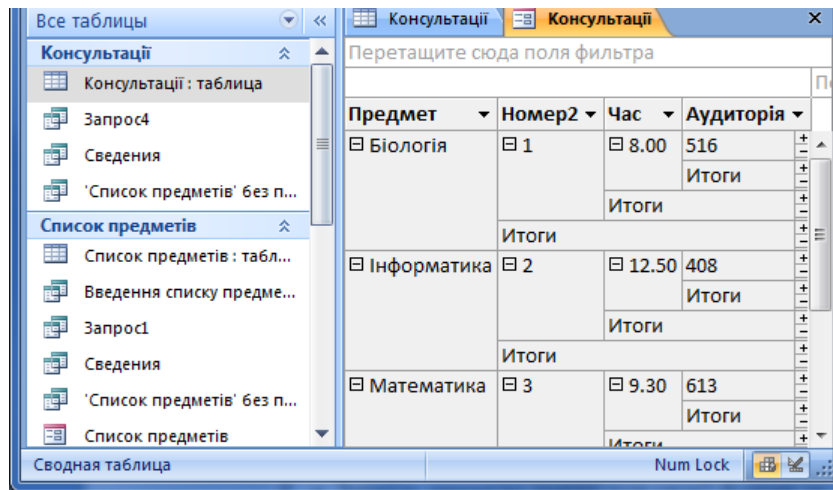 Все таблицы
Консультації
Консультації : таблица
Запрос4
Сведения
'Список предметів' без п...
Список предметів
Список предметів : табл...
Введення списку предме...
Запрос1
Сведения
'Список предметів' без п...
Список предметів
Консультації Консультації
Перетащите сюда поля фильтра
Предмет Номер2 Час Аудиторія
Біологія 1 8.00 516
Итоги
Итоги
Итоги
Інформатика 2 12.50 408
Итоги
Итоги
Итоги
Математика 3 9.30 613
Итоги
Итоги
Сводная таблица Num Lock